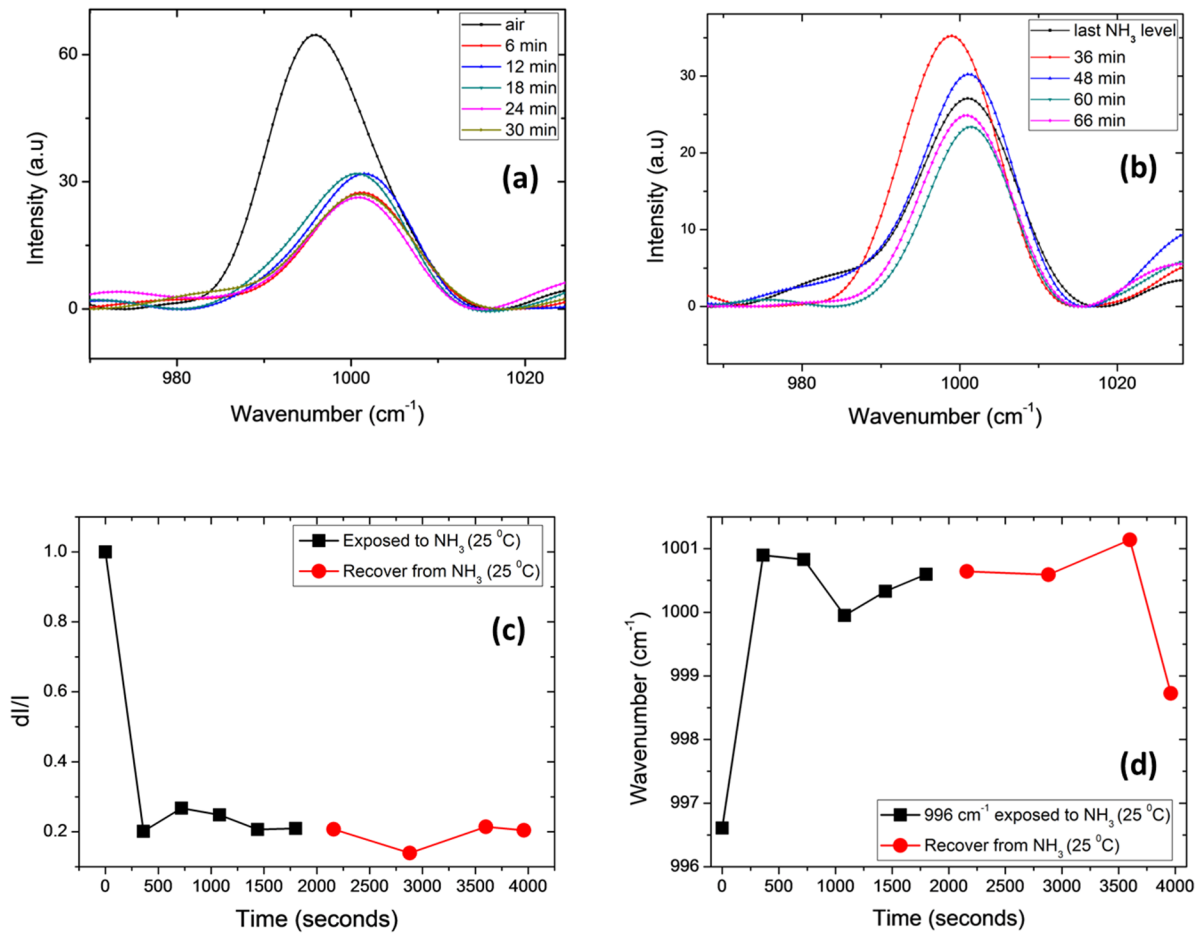 air
6 min
12 min
18 min
24 min
30 min
(a)
60
30
0
980
1000
1020
Intensity (a.u)
Wavenumber (cm⁻¹)
last NH₃ level
36 min
48 min
60 min
66 min
(b)
30
20
10
0
980
1000
1020
Intensity (a.u)
Wavenumber (cm⁻¹)
Exposed to NH₃ (25 ⁰C)
Recover from NH₃ (25 ⁰C)
(c)
1.0
0.8
0.6
0.4
0.2
0
500
1000
1500
2000
2500
3000
3500
4000
dI/I
Time (seconds)
1001
1000
999
998
997
996
(d)
996 cm⁻¹ exposed to NH₃ (25 ⁰C)
Recover from NH₃ (25 ⁰C)
0
500
1000
1500
2000
2500
3000
3500
4000
Wavenumber (cm⁻¹)
Time (seconds)